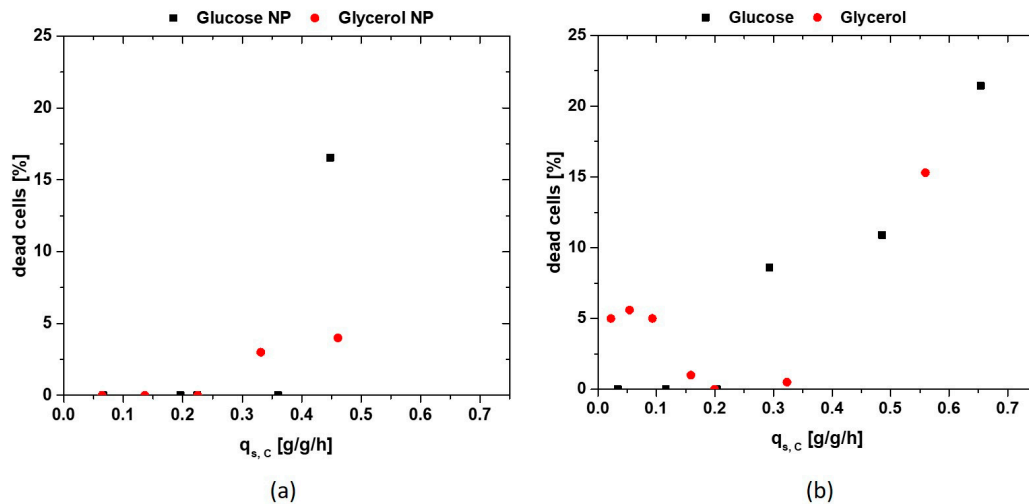 Glucose NP Glycerol NP
25
20
15
10
5
0
dead cells [%]
0.0 0.1 0.2 0.3 0.4 0.5 0.6 0.7
qs, C [g/g/h]
(a)
Glucose Glycerol
25
20
15
10
5
0
dead cells [%]
0.0 0.1 0.2 0.3 0.4 0.5 0.6 0.7
qs, C [g/g/h]
(b)